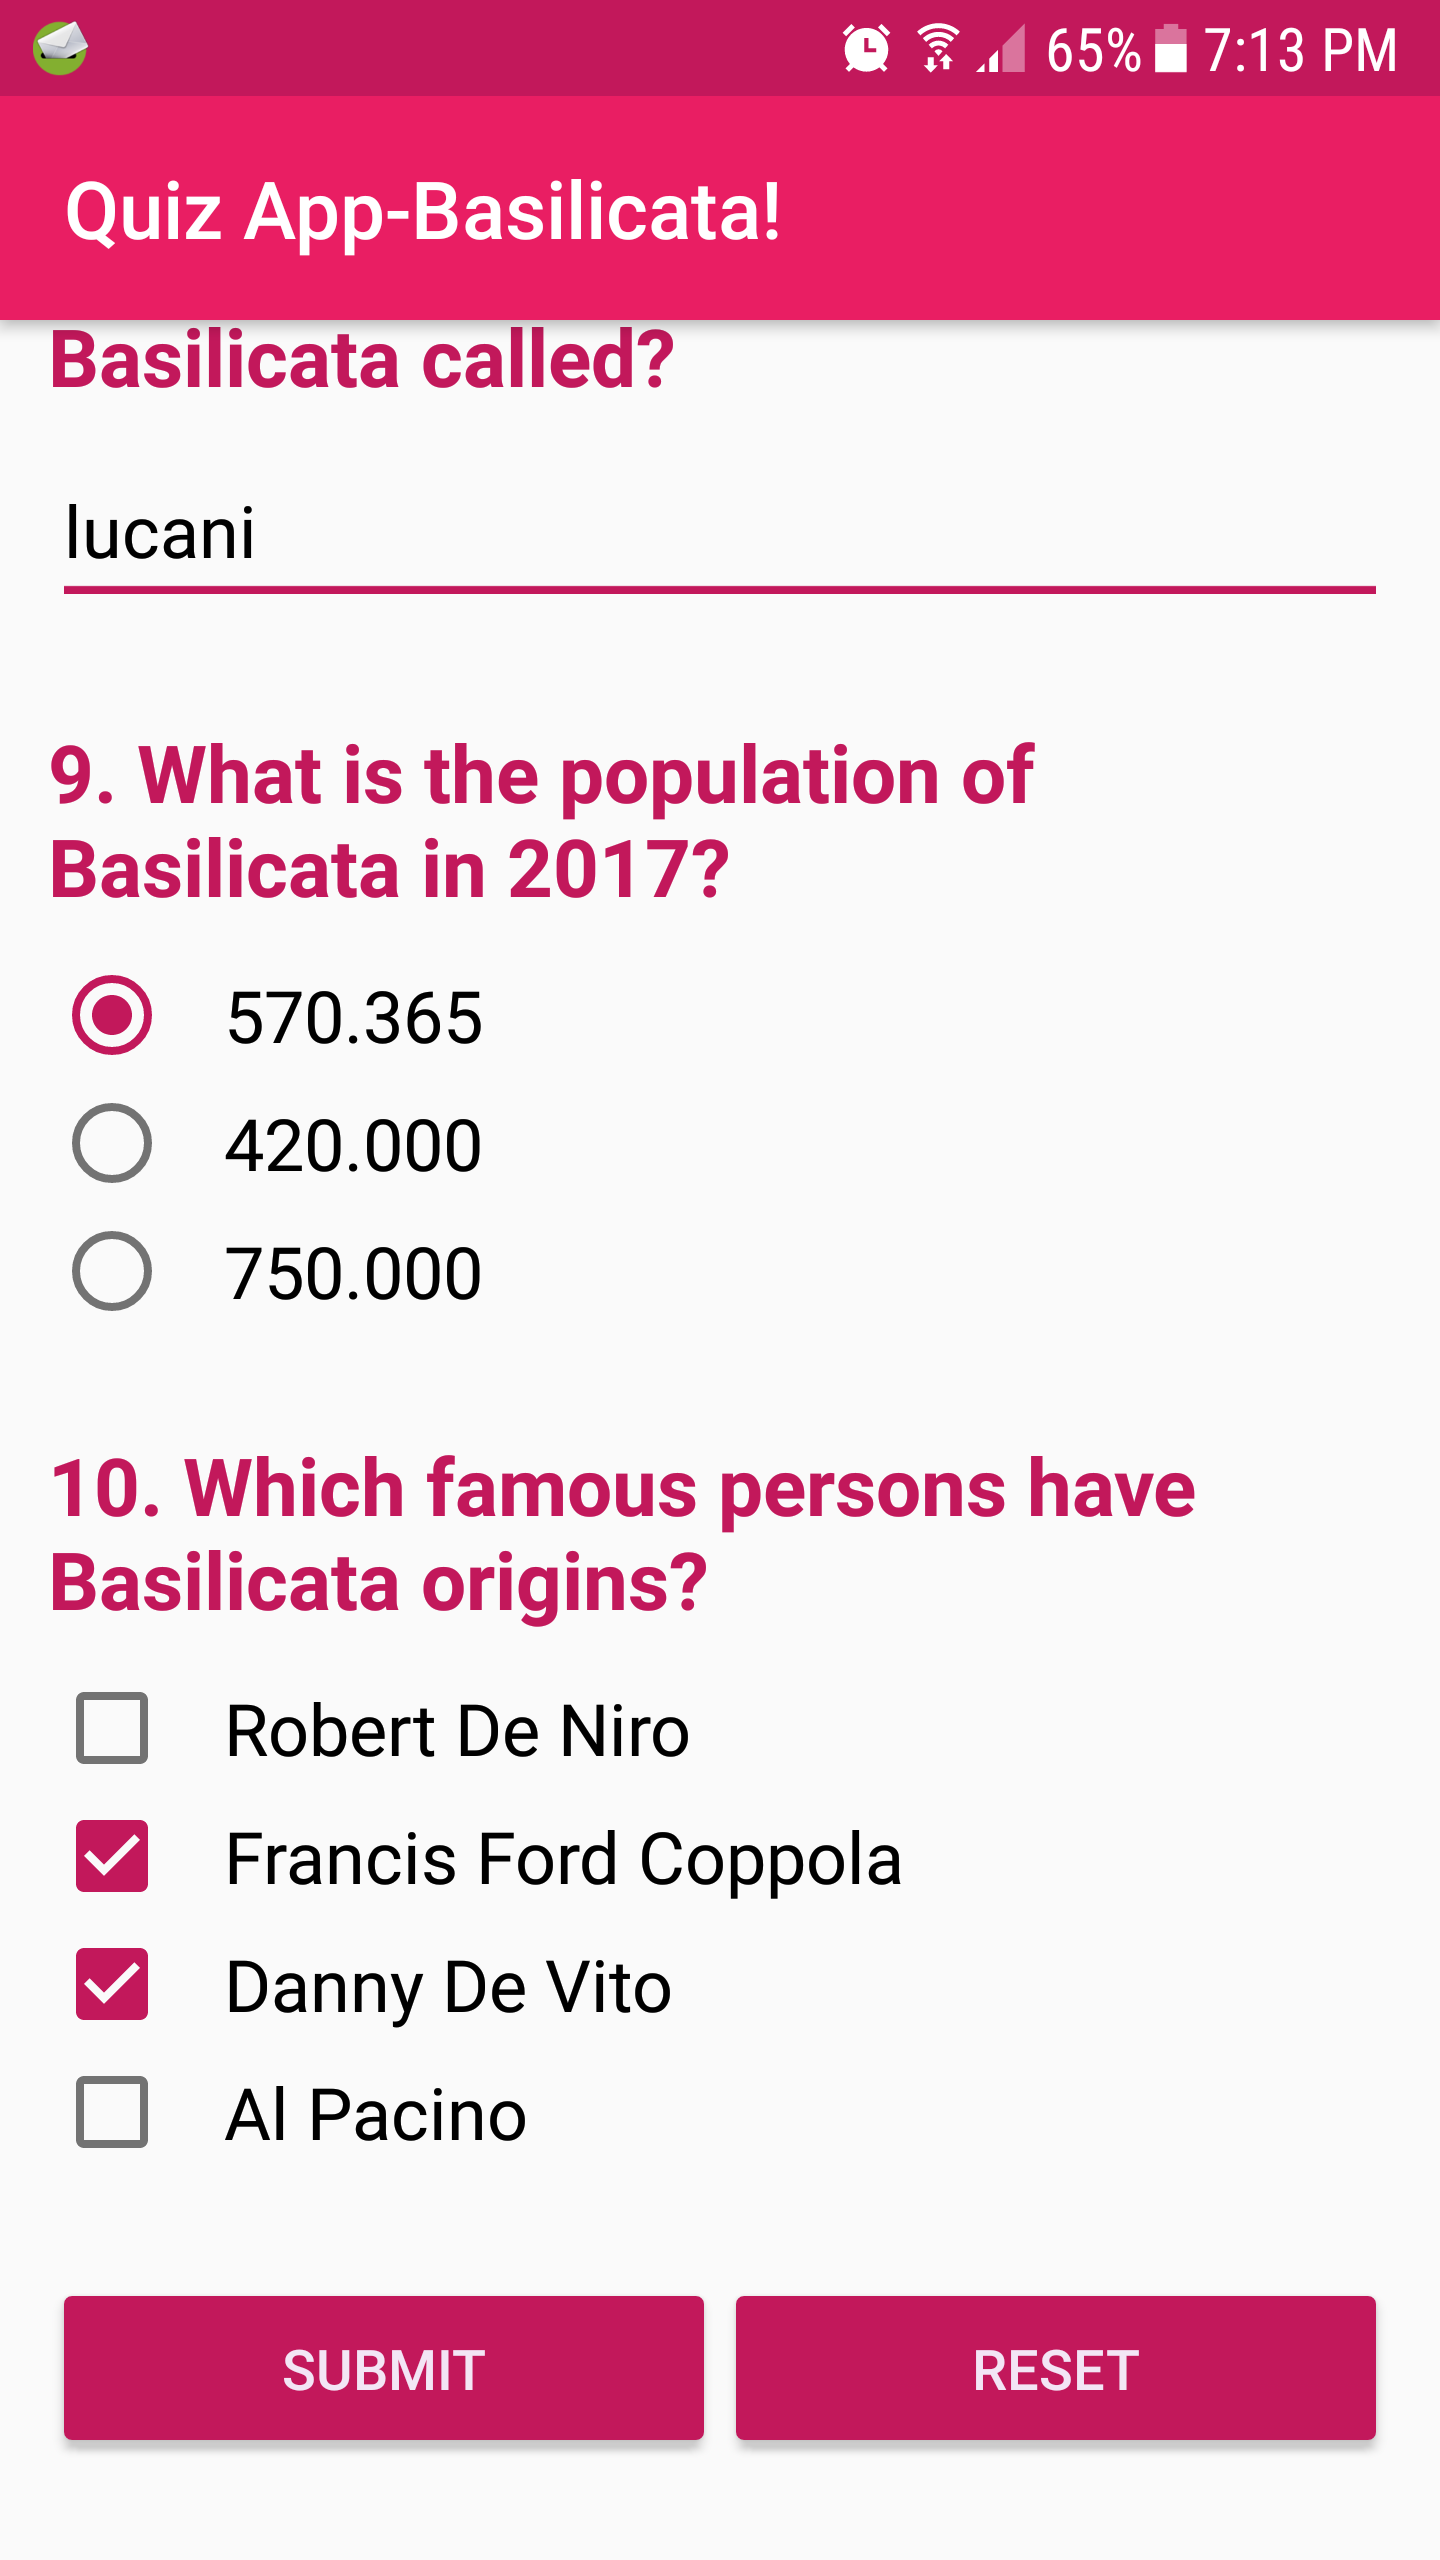 65% 7:13 PM
Quiz App-Basilicata!
Basilicata called?
lucani
9. What is the population of
Basilicata in 2017?
570.365
420.000
750.000
10. Which famous persons have
Basilicata origins?
Robert De Niro
Francis Ford Coppola
Danny De Vito
Al Pacino
SUBMIT RESET